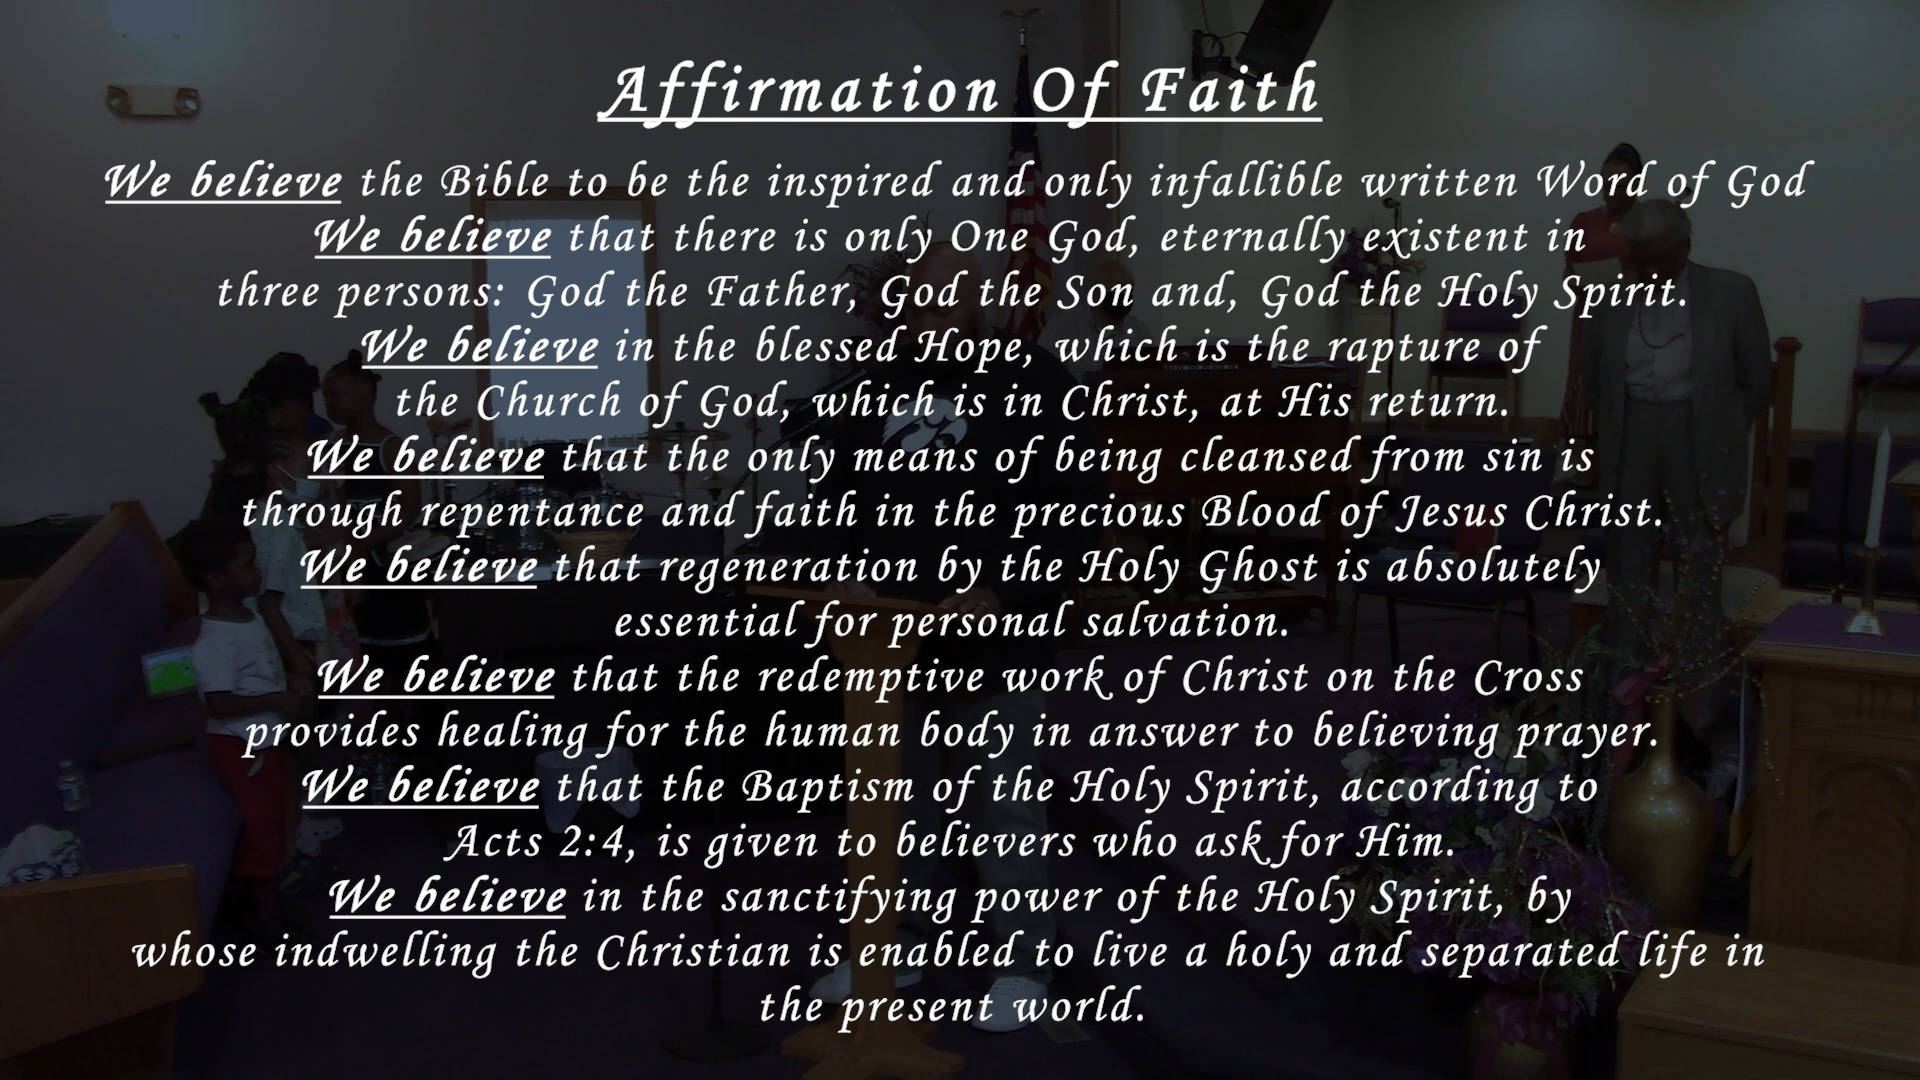 Affirmation Of Faith
We believe the Bible to be the inspired and only infallible written Word of God
We believe that there is only One God, eternally existent in
three persons: God the Father, God the Son and, God the Holy Spirit.
We believe in the blessed Hope, which is the rapture of
the Church of God, which is in Christ, at His return.
We believe that the only means of being cleansed from sin is
through repentance and faith in the precious Blood of Jesus Christ.
We believe that regeneration by the Holy Ghost is absolutely
essential for personal salvation.
We believe that the redemptive work of Christ on the Cross
provides healing for the human body in answer to believing prayer.
We believe that the Baptism of the Holy Spirit, according to
Acts 2:4, is given to believers who ask for Him.
We believe in the sanctifying power of the Holy Spirit, by
whose indwelling the Christian is enabled to live a holy and separated life in
the present world.